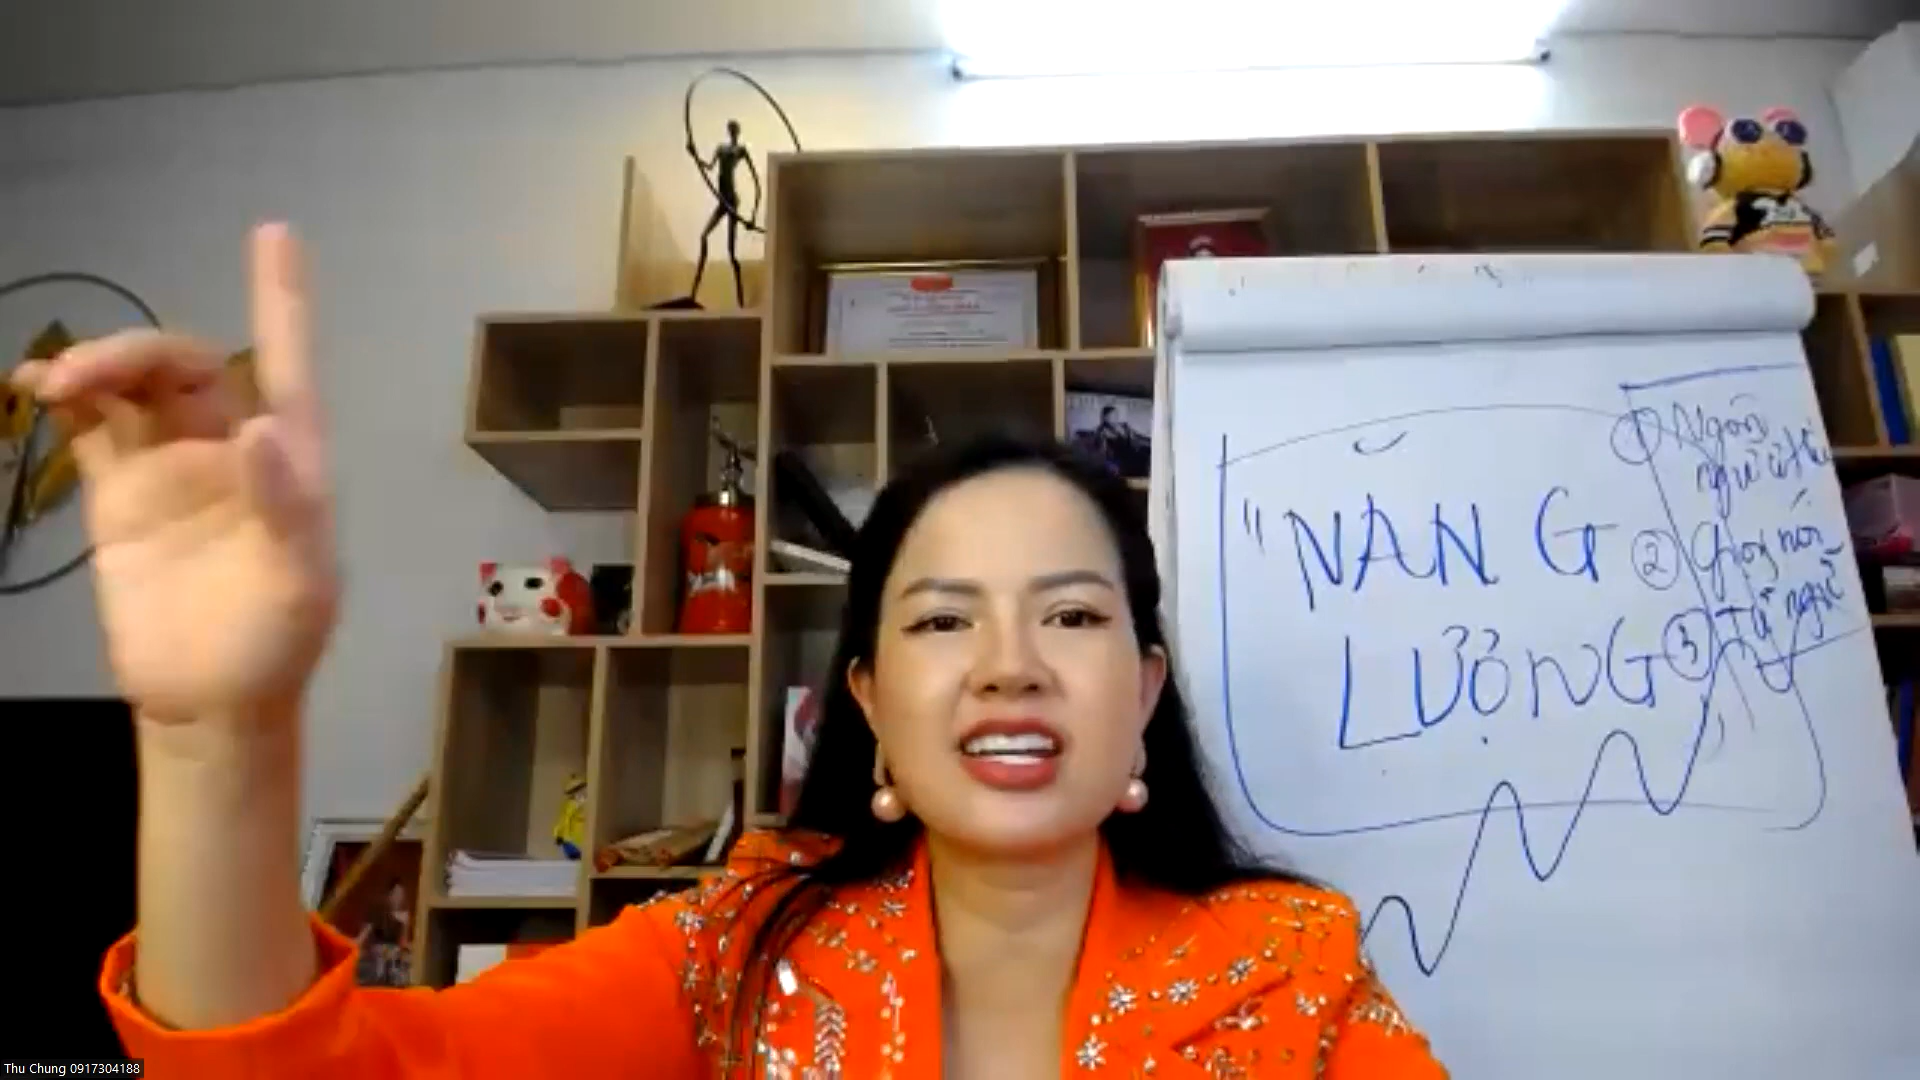 "NĂNG
LƯỢNG
① Ngôn
ngữ cơ thể
② Giọng nói
③ Từ ngữ
Thu Chung 0917304188